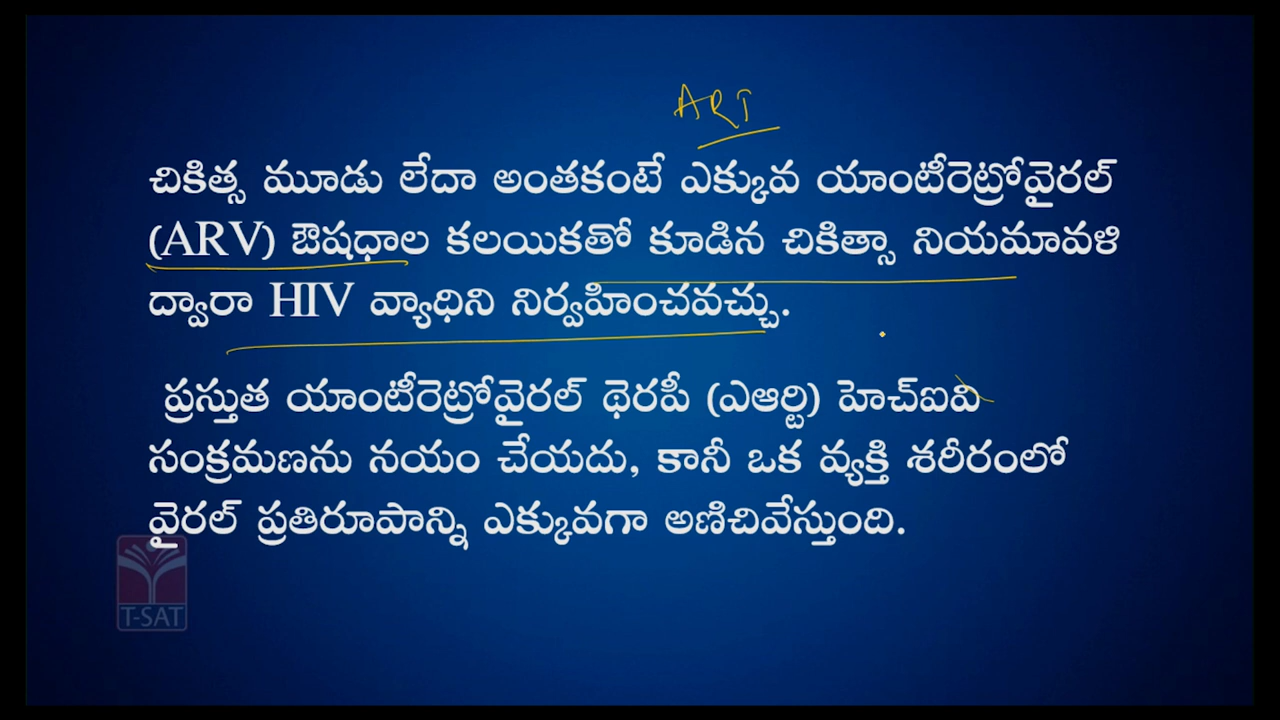 ART
చికిత్స మూడు లేదా అంతకంటే ఎక్కువ యాంటీరెట్రోవైరల్
(ARV) ఔషధాల కలయికతో కూడిన చికిత్సా నియమావళి
ద్వారా HIV వ్యాధిని నిర్వహించవచ్చు.
ప్రస్తుత యాంటీరెట్రోవైరల్ థెరపీ (ఎఆర్టి) హెచ్ఐవి
సంక్రమణను నయం చేయదు, కానీ ఒక వ్యక్తి శరీరంలో
వైరల్ ప్రతిరూపాన్ని ఎక్కువగా అణిచివేస్తుంది.
T-SAT